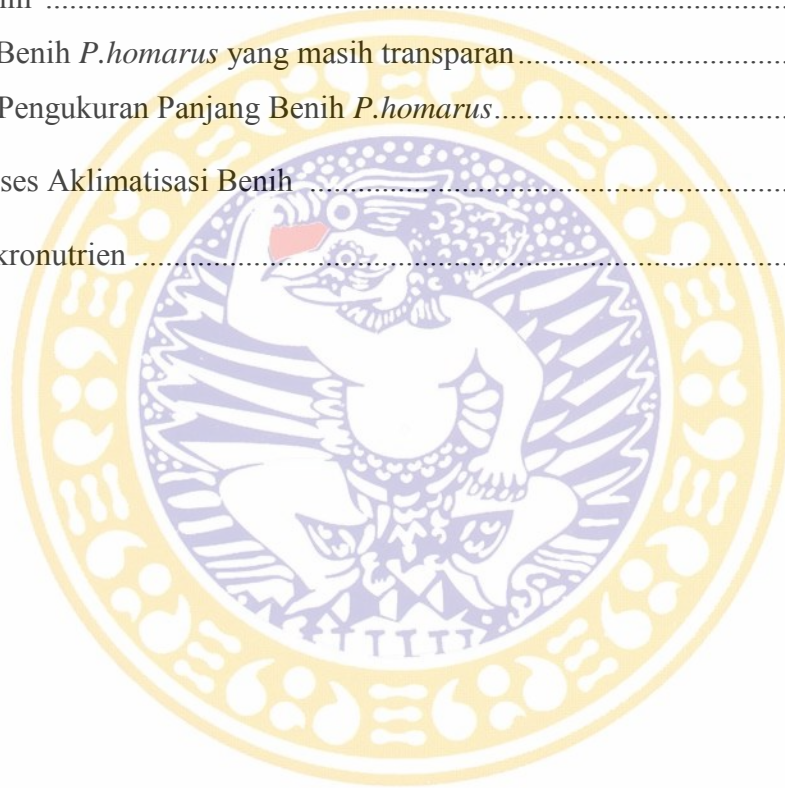 Benih P.homarus yang masih transparan....................................
Pengukuran Panjang Benih P.homarus.......................................
ses Aklimatisasi Benih ............................................................
kronutrien ..................................................................................